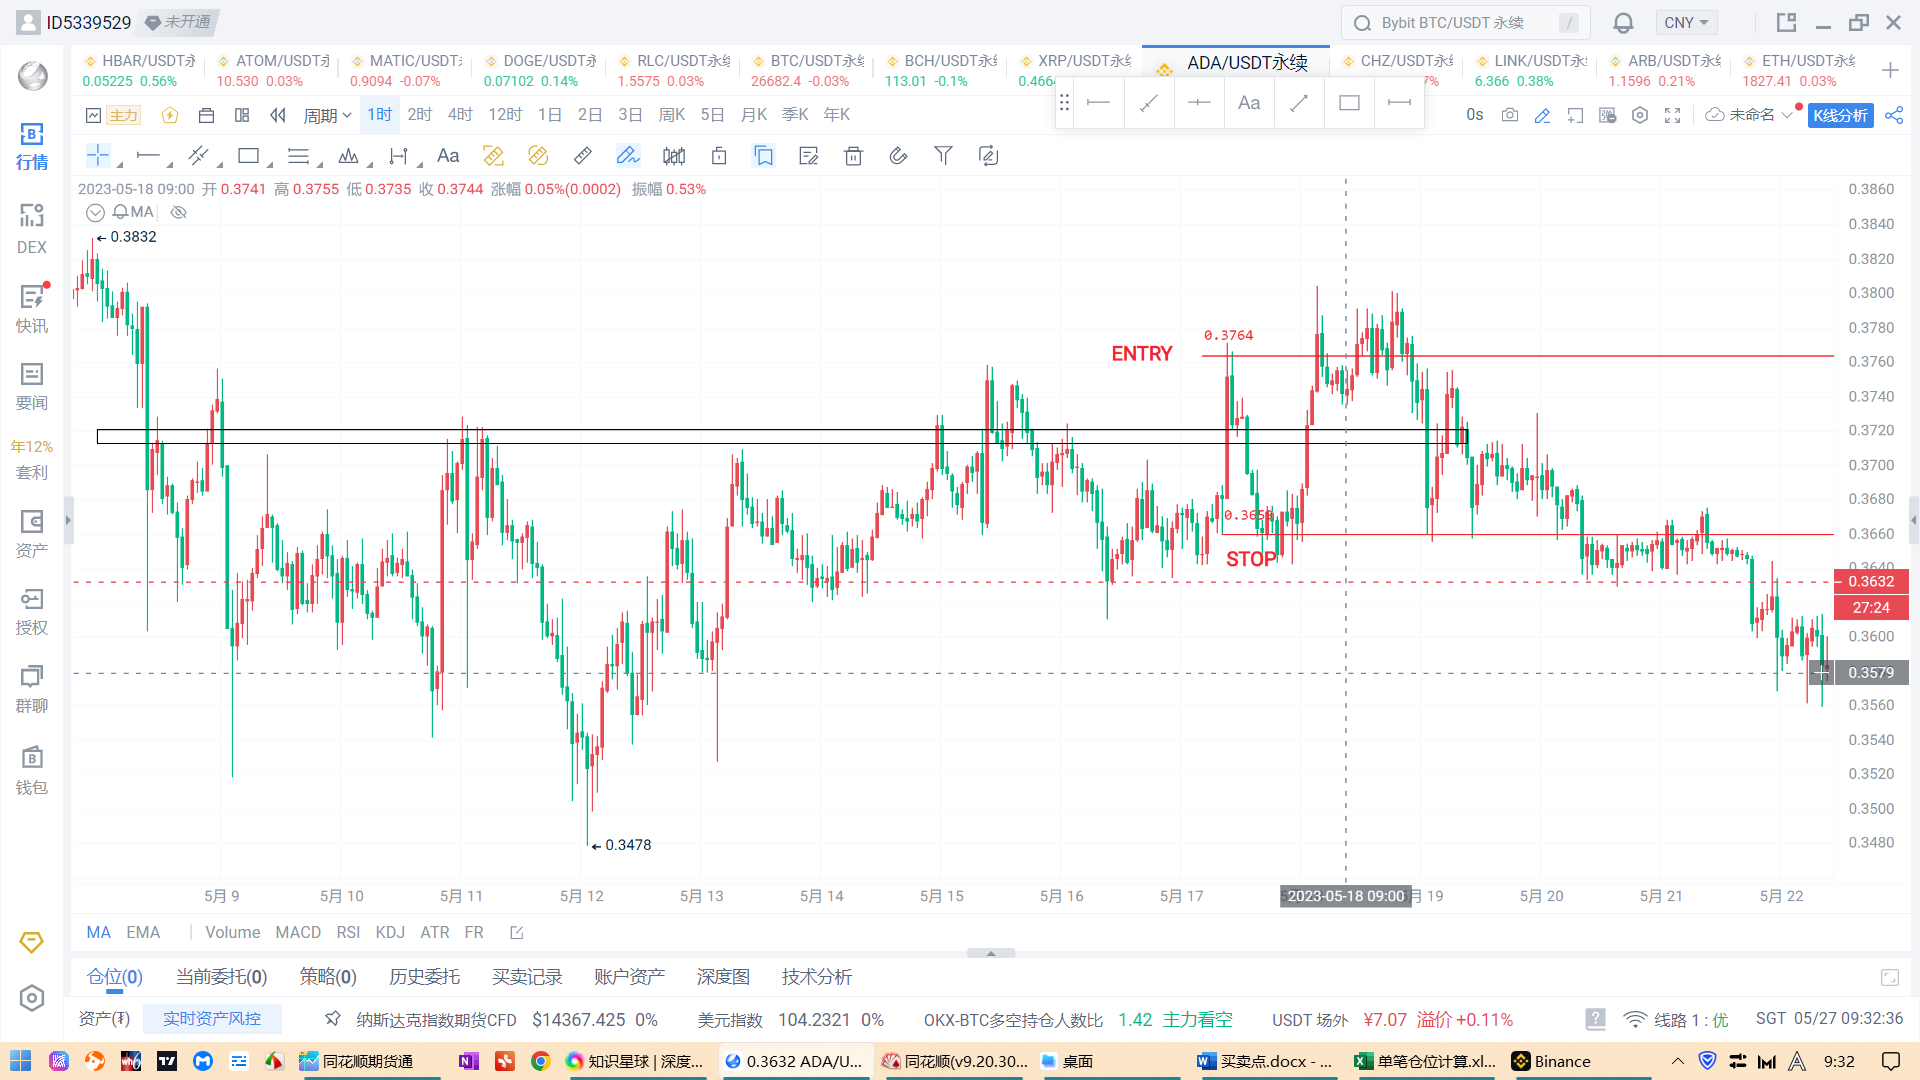 ID5339529 未开通 Bybit BTC/USDT 永续 / CNY
HBAR/USDT永 ATOM/USDT永 MATIC/USDT永 DOGE/USDT永 RLC/USDT永续 BTC/USDT永续 BCH/USDT永续 XRP/USDT永续 ADA/USDT永续 CHZ/USDT永续 LINK/USDT永续 ARB/USDT永续 ETH/USDT永续
0.05225 0.56% 10.530 0.03% 0.9094 -0.07% 0.07102 0.14% 1.5575 0.03% 26682.4 -0.03% 113.01 -0.1% 0.4664 % 6.366 0.38% 1.1596 0.21% 1827.41 0.03%
主力 周期 1时 2时 4时 12时 1日 2日 3日 周K 5日 月K 季K 年K Aa 0s 未命名 K线分析
Aa
2023-05-18 09:00 开 0.3741 高 0.3755 低 0.3735 收 0.3744 涨幅 0.05%(0.0002) 振幅 0.53%
MA
行情
DEX
快讯
要闻
年12%
套利
资产
授权
群聊
钱包
0.3832
0.3764
ENTRY
STOP
0.3478
0.3860
0.3840
0.3820
0.3800
0.3780
0.3760
0.3740
0.3720
0.3700
0.3680
0.3660
0.3640
0.3632
27:24
0.3600
0.3579
0.3560
0.3540
0.3520
0.3500
0.3480
5月 9 5月 10 5月 11 5月 12 5月 13 5月 14 5月 15 5月 16 5月 17 2023-05-18 09:00 月 19 5月 20 5月 21 5月 22
MA EMA Volume MACD RSI KDJ ATR FR
仓位(0) 当前委托(0) 策略(0) 历史委托 买卖记录 账户资产 深度图 技术分析
资产(₮) 实时资产风控 纳斯达克指数期货CFD $14367.425 0% 美元指数 104.2321 0% OKX-BTC多空持仓人数比 1.42 主力看空 USDT 场外 ¥7.07 溢价 +0.11% 线路 1 : 优 SGT 05/27 09:32:36
同花顺期货通 知识星球 | 深度... 0.3632 ADA/U... 同花顺(v9.20.30... 桌面 买卖点.docx - ... 单笔仓位计算.xl... Binance 9:32